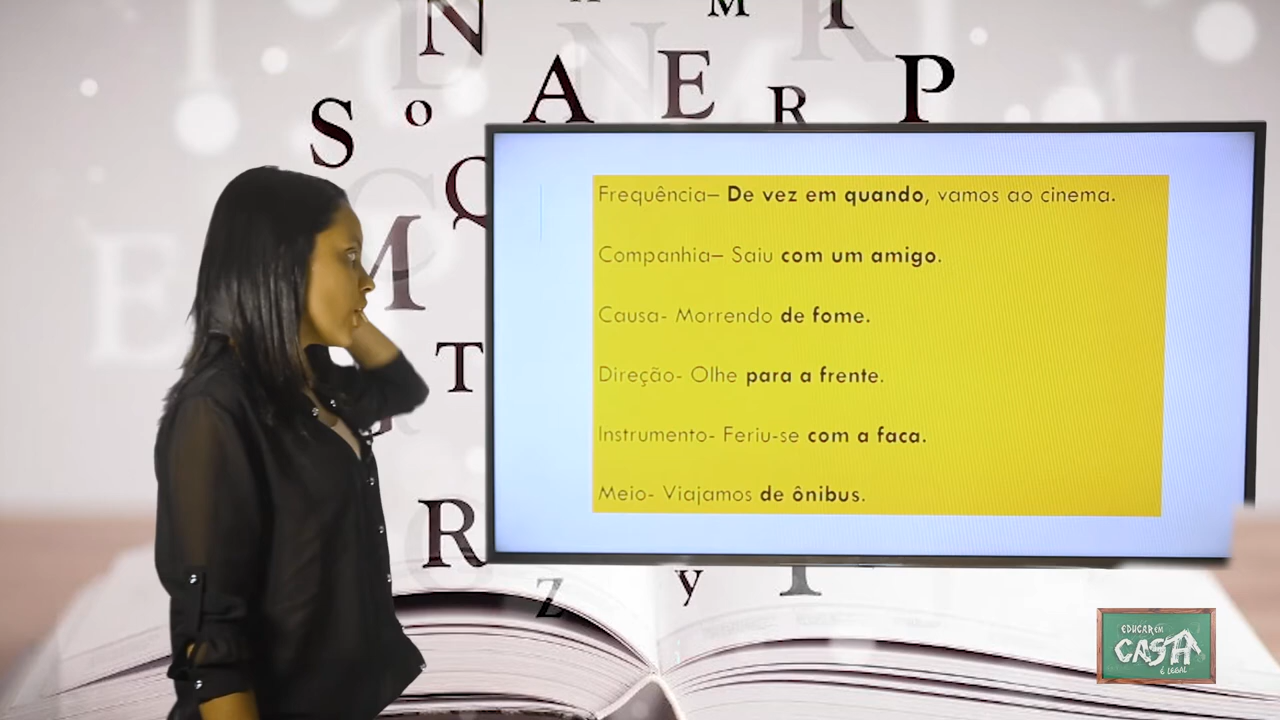 N M I
A E R P
S o
Q
M
T
R
Z y I
Frequência– De vez em quando, vamos ao cinema.
Companhia– Saiu com um amigo.
Causa- Morrendo de fome.
Direção- Olhe para a frente.
Instrumento- Feriu-se com a faca.
Meio- Viajamos de ônibus.
EDUCAR EM
CASA
É LEGAL